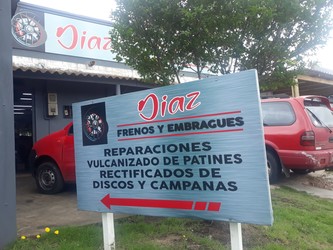 Diaz
Diaz
FRENOS Y EMBRAGUES
REPARACIONES
VULCANIZADO DE PATINES
RECTIFICADOS DE
DISCOS Y CAMPANAS